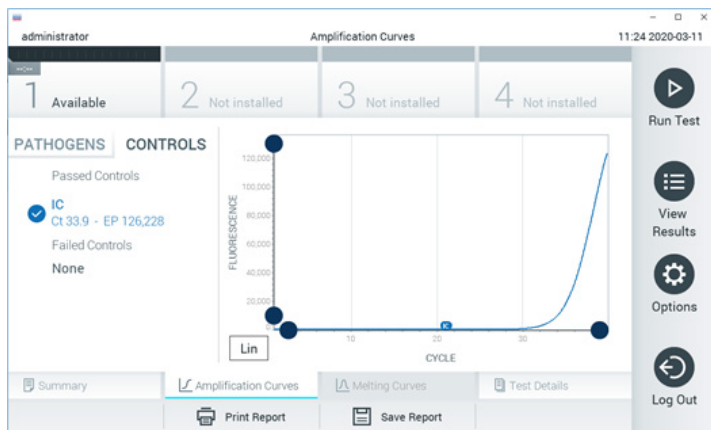 administrator
Amplification Curves
11:24 2020-03-11
1 Available
2 Not installed
3 Not installed
4 Not installed
Run Test
PATHOGENS
CONTROLS
Passed Controls
IC
Ct 33.9 - EP 126,228
Failed Controls
None
FLUORESCENCE
120,000
100,000
80,000
60,000
40,000
20,000
0
IC
10
20
30
CYCLE
Lin
View
Results
Options
Log Out
Summary
Amplification Curves
Melting Curves
Test Details
Print Report
Save Report